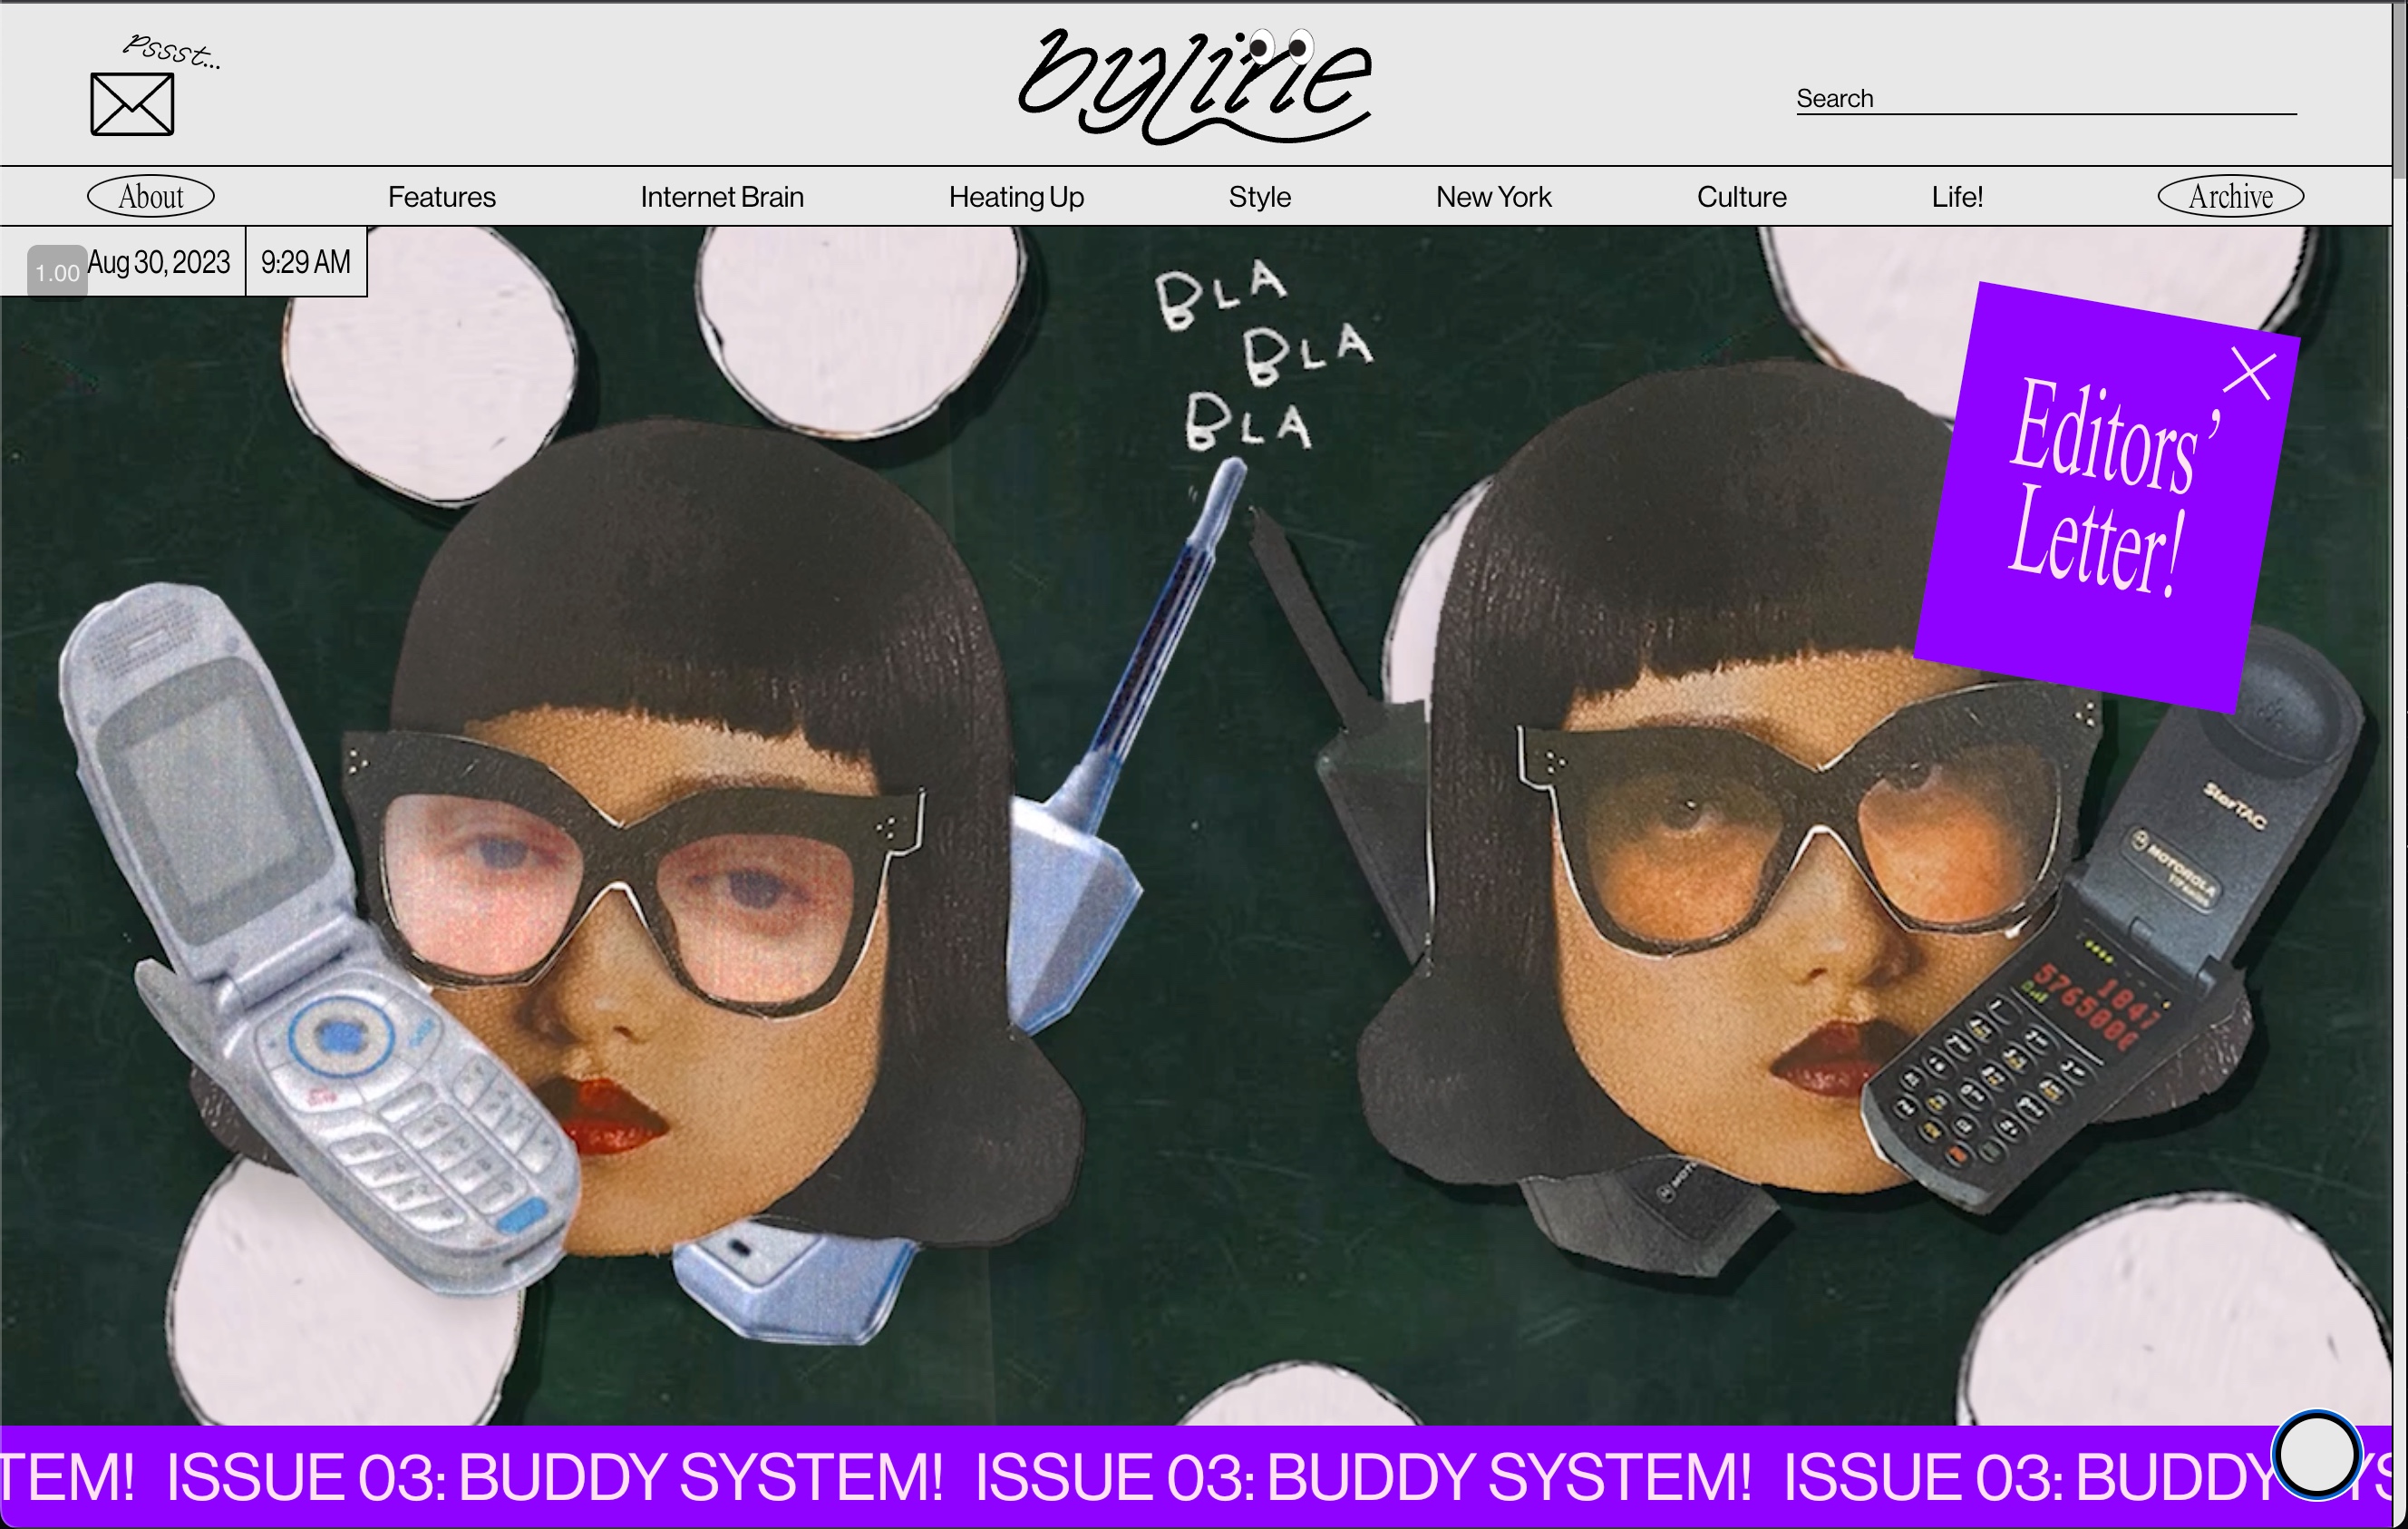 Pssst...
byline
Search
About
Features
Internet Brain
Heating Up
Style
New York
Culture
Life!
Archive
1.00
Aug 30, 2023
9:29 AM
BLA
BLA
BLA
Editors’
Letter!
StarTAC
MOTOROLA
TEM! ISSUE 03: BUDDY SYSTEM! ISSUE 03: BUDDY SYSTEM! ISSUE 03: BUDDY